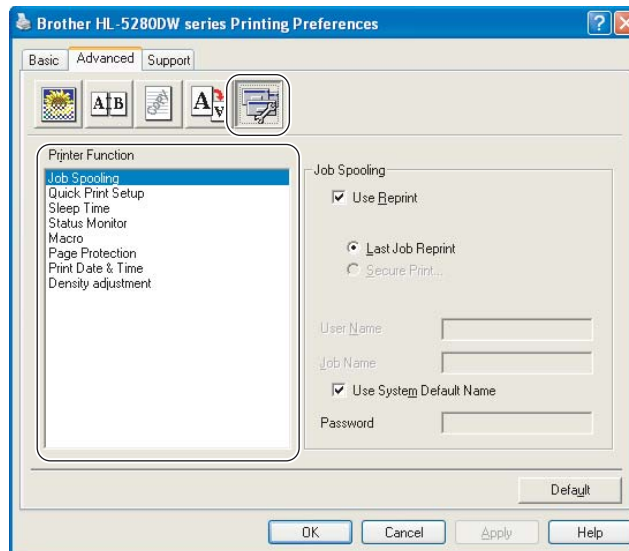 Brother HL-5280DW series Printing Preferences
Basic Advanced Support
Printer Function
Job Spooling
Quick Print Setup
Sleep Time
Status Monitor
Macro
Page Protection
Print Date & Time
Density adjustment
Job Spooling
Use Reprint
Last Job Reprint
Secure Print...
User Name
Job Name
Use System Default Name
Password
Default
OK Cancel Apply Help